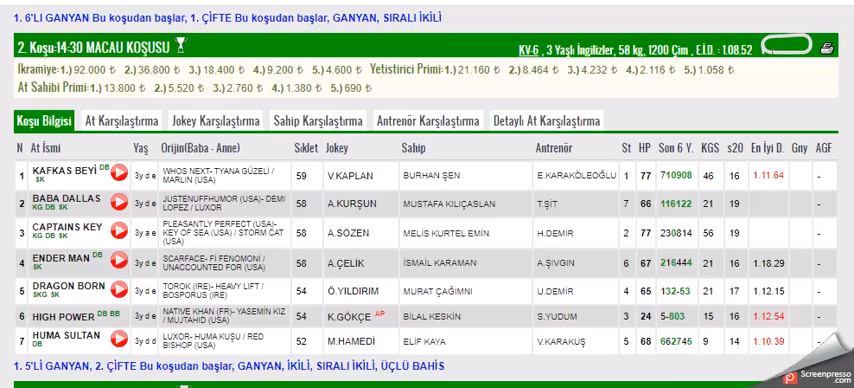 1. 6'LI GANYAN Bu koşudan başlar, 1. ÇİFTE Bu koşudan başlar, GANYAN, SIRALI İKİLİ
2. Koşu:14:30 MACAU KOŞUSU KV-6 , 3 Yaşlı İngilizler, 58 kg, 1200 Çim , E.İ.D. : 1.08.52
Ikramiye:1.) 92.000 ₺ 2.) 36.800 ₺ 3.) 18.400 ₺ 4.) 9.200 ₺ 5.) 4.600 ₺ Yetistirici Primi:1.) 21.160 ₺ 2.) 8.464 ₺ 3.) 4.232 ₺ 4.) 2.116 ₺ 5.) 1.058 ₺
At Sahibi Primi:1.) 13.800 ₺ 2.) 5.520 ₺ 3.) 2.760 ₺ 4.) 1.380 ₺ 5.) 690 ₺
Koşu Bilgisi At Karşılaştırma Jokey Karşılaştırma Sahip Karşılaştırma Antrenör Karşılaştırma Detaylı At Karşılaştırma
N At İsmi Yaş Orijin(Baba - Anne) Sıklet Jokey Sahip Antrenör St HP Son 6 Y. KGS s20 En İyi D. Gny AGF
1 KAFKAS BEYİ DB SK 3y d e WHOS NEXT- TYANA GÜZELİ / MARLIN (USA) 59 V.KAPLAN BURHAN ŞEN E.KARAKÖLEOĞLU 1 77 710908 46 16 1.11.64 -
2 BABA DALLAS KG DB SK 3y d e JUSTENUFFHUMOR (USA)- DEMI LOPEZ / LUXOR 58 A.KURŞUN MUSTAFA KILIÇASLAN T.ŞİT 7 66 116122 21 19 -
3 CAPTAINS KEY KG DB SK 3y a e PLEASANTLY PERFECT (USA)- KEY OF SEA (USA) / STORM CAT (USA) 58 A.SÖZEN MELİS KURTEL EMİN H.DEMİR 2 77 230814 56 19 -
4 ENDER MAN DB SK 3y d e SCARFACE- Fİ FENOMONİ / UNACCOUNTED FOR (USA) 58 A.ÇELİK İSMAİL KARAMAN A.ŞIVGIN 6 67 216444 21 16 1.18.29 -
5 DRAGON BORN SKG SK 3y d e TOROK (IRE)- HEAVY LIFT / BOSPORUS (IRE) 54 Ö.YILDIRIM MURAT ÇAĞIMNI U.DEMİR 4 65 132-53 21 17 1.12.15 -
6 HIGH POWER DB BB 3y d e NATIVE KHAN (FR)- YASEMİN KIZ / MUJTAHID (USA) 54 K.GÖKÇE AP BİLAL KESKİN S.YUDUM 3 24 5-803 15 16 1.12.54 -
7 HUMA SULTAN DB 3y d d LUXOR- HUMA KUŞU / RED BISHOP (USA) 52 M.HAMEDİ ELİF KAYA V.KARAKUŞ 5 68 662745 9 14 1.10.39 -
1. 5'Lİ GANYAN, 2. ÇİFTE Bu koşudan başlar, GANYAN, İKİLİ, SIRALI İKİLİ, ÜÇLÜ BAHİS
Screenpresso
.com